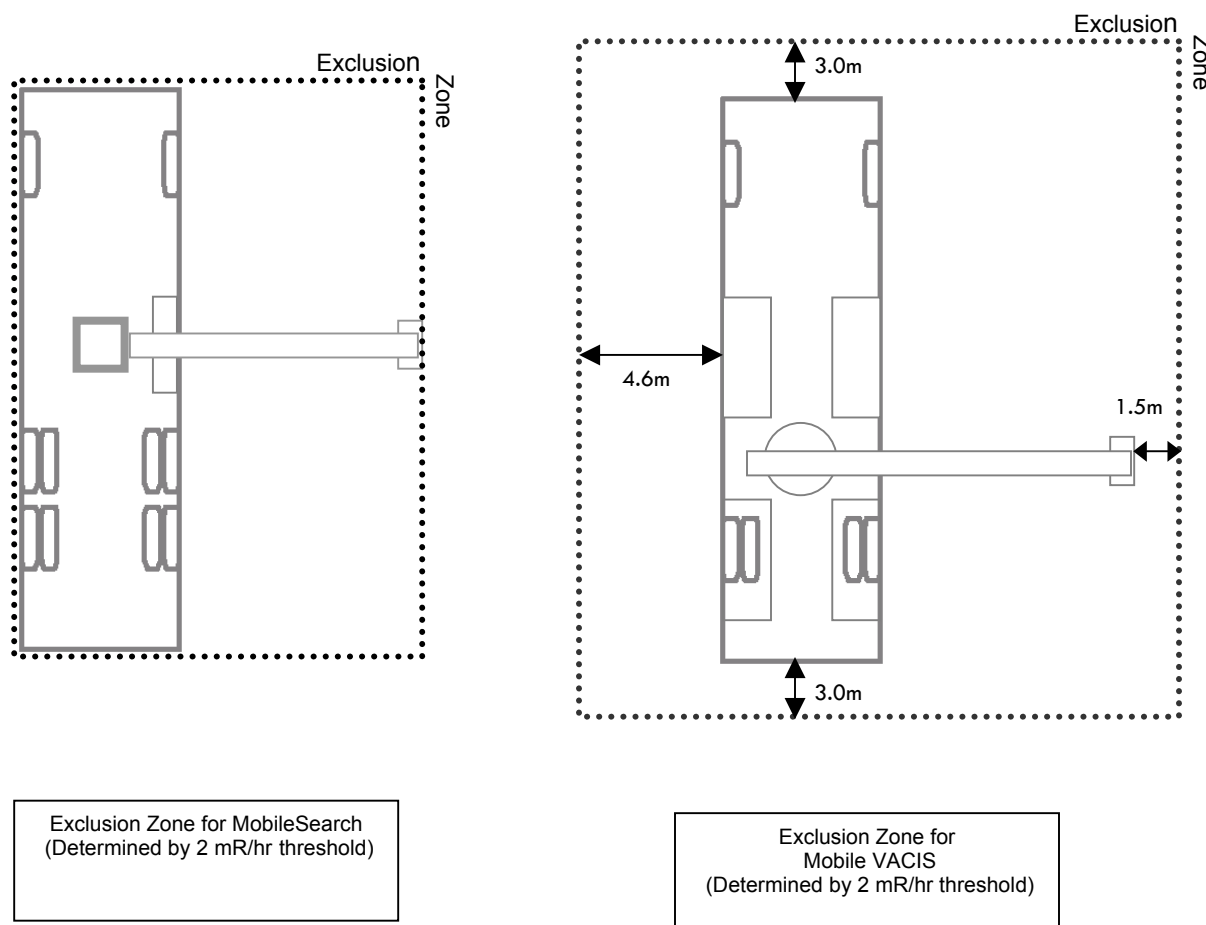 Exclusion
Zone
Exclusion
Zone
3.0m
4.6m
1.5m
3.0m
Exclusion Zone for MobileSearch
(Determined by 2 mR/hr threshold)
Exclusion Zone for
Mobile VACIS
(Determined by 2 mR/hr threshold)